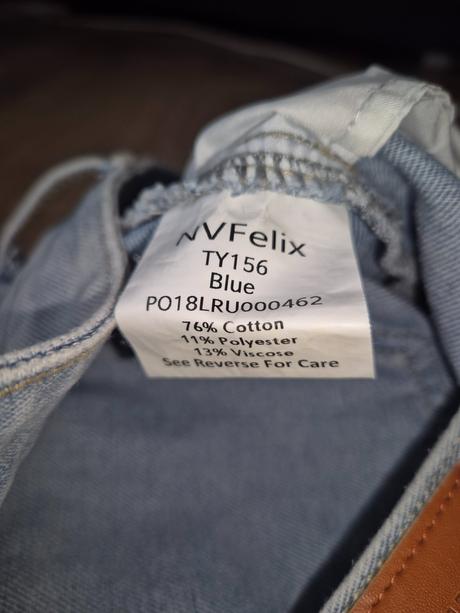 NVFelix
TY156
Blue
PO18LRU000462
76% Cotton
11% Polyester
13% Viscose
See Reverse For Care